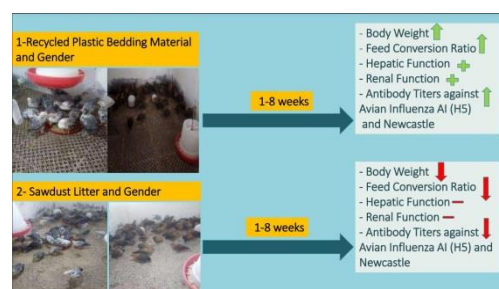 1-Recycled Plastic Bedding Material
and Gender
1-8 weeks
- Body Weight
- Feed Conversion Ratio
- Hepatic Function
- Renal Function
- Antibody Titers against
Avian Influenza AI (H5)
and Newcastle
2- Sawdust Litter and Gender
1-8 weeks
- Body Weight
- Feed Conversion Ratio
- Hepatic Function
- Renal Function
- Antibody Titers against
Avian Influenza AI (H5) and
Newcastle